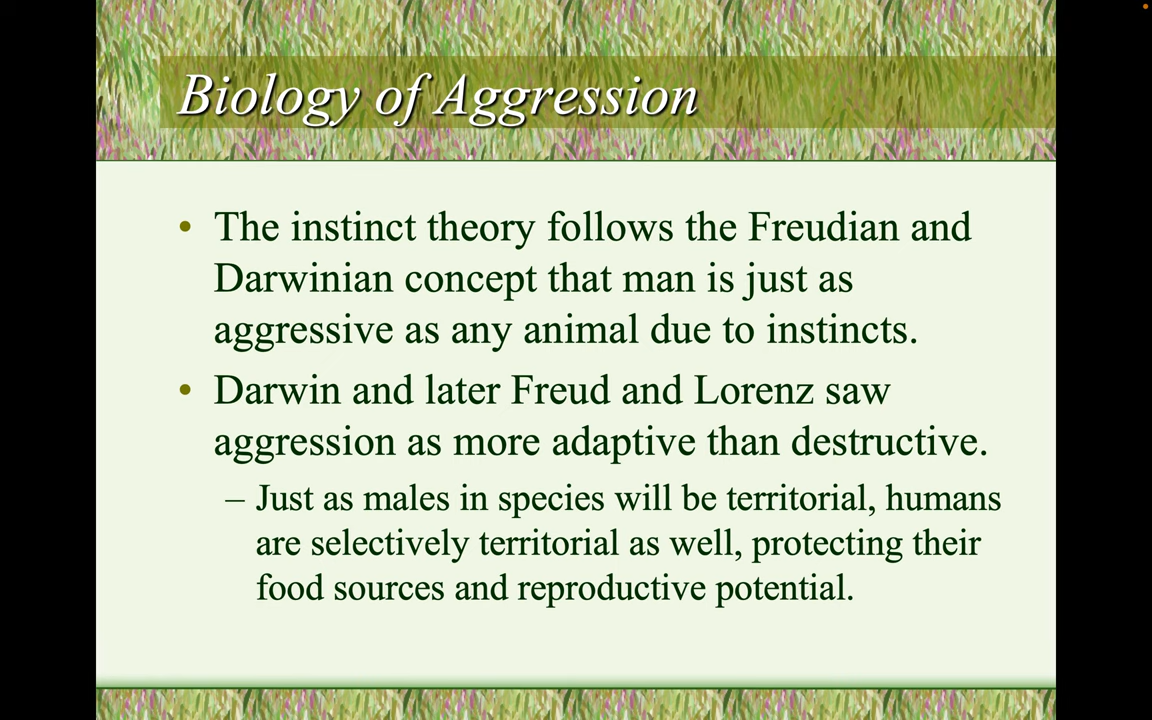 Biology of Aggression
• The instinct theory follows the Freudian and
Darwinian concept that man is just as
aggressive as any animal due to instincts.
• Darwin and later Freud and Lorenz saw
aggression as more adaptive than destructive.
– Just as males in species will be territorial, humans
are selectively territorial as well, protecting their
food sources and reproductive potential.